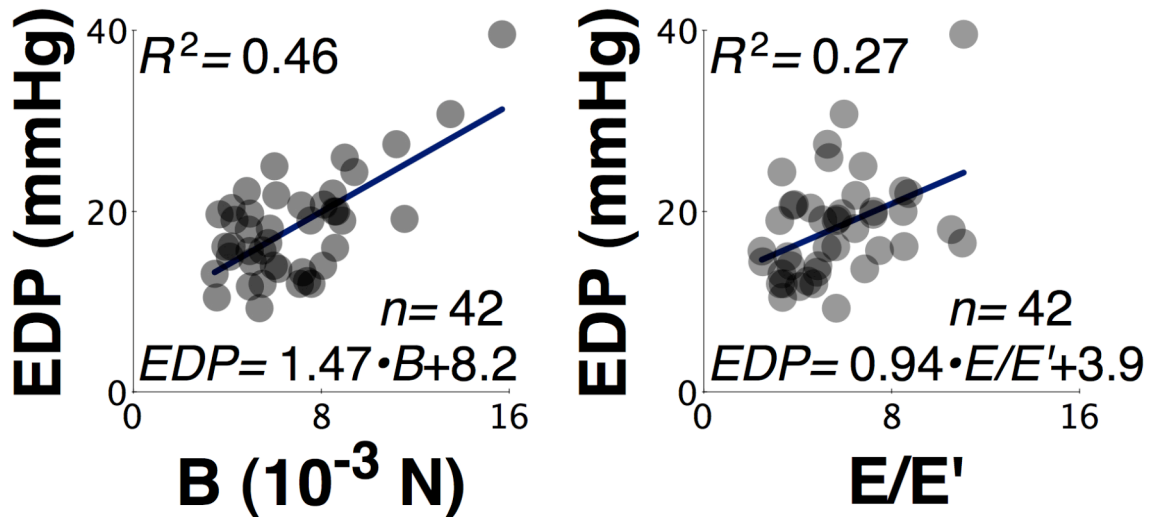 EDP (mmHg)
40
20
0
R² = 0.46
n= 42
EDP= 1.47•B+8.2
0 8 16
B (10⁻³ N)
EDP (mmHg)
40
20
0
R² = 0.27
n= 42
EDP= 0.94•E/E'+3.9
0 8 16
E/E'